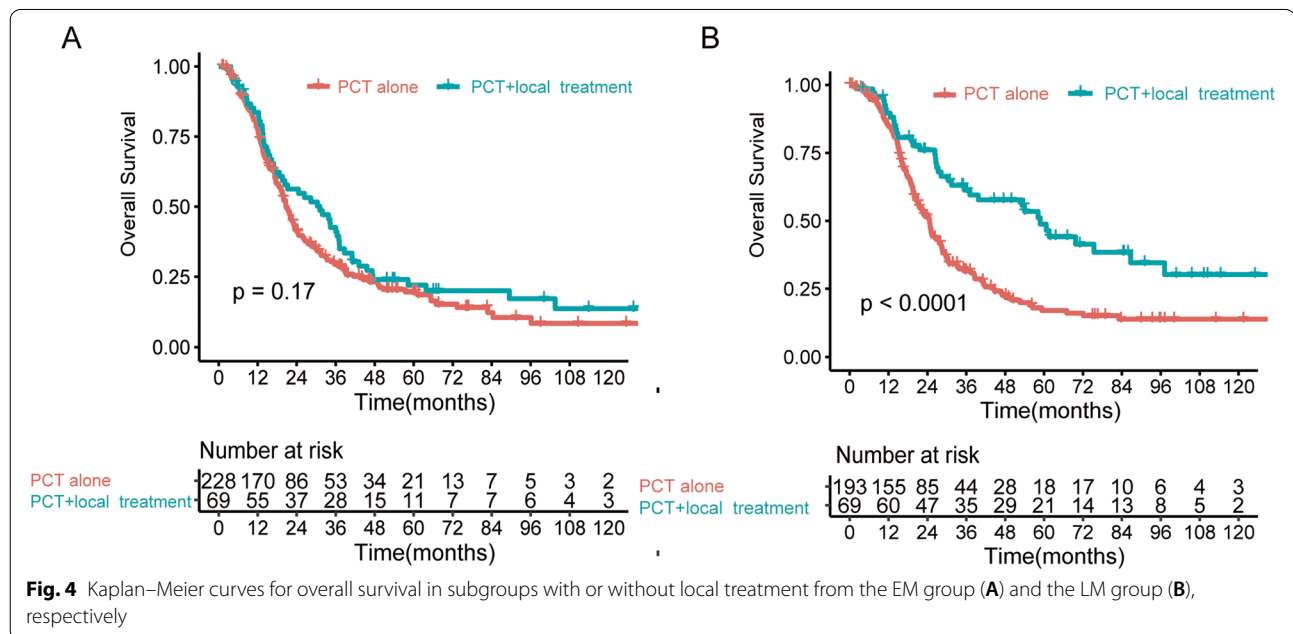 A
1.00
0.75
0.50
0.25
0.00
Overall Survival
PCT alone PCT+local treatment
p = 0.17
0 12 24 36 48 60 72 84 96 108 120
Time(months)
Number at risk
PCT alone 228 170 86 53 34 21 13 7 5 3 2
PCT+local treatment 69 55 37 28 15 11 7 7 6 4 3
0 12 24 36 48 60 72 84 96 108 120
Time(months)
B
1.00
0.75
0.50
0.25
0.00
Overall Survival
PCT alone PCT+local treatment
p < 0.0001
0 12 24 36 48 60 72 84 96 108 120
Time(months)
Number at risk
PCT alone 193 155 85 44 28 18 17 10 6 4 3
PCT+local treatment 69 60 47 35 29 21 14 13 8 5 2
0 12 24 36 48 60 72 84 96 108 120
Time(months)
Fig. 4 Kaplan–Meier curves for overall survival in subgroups with or without local treatment from the EM group (A) and the LM group (B),
respectively